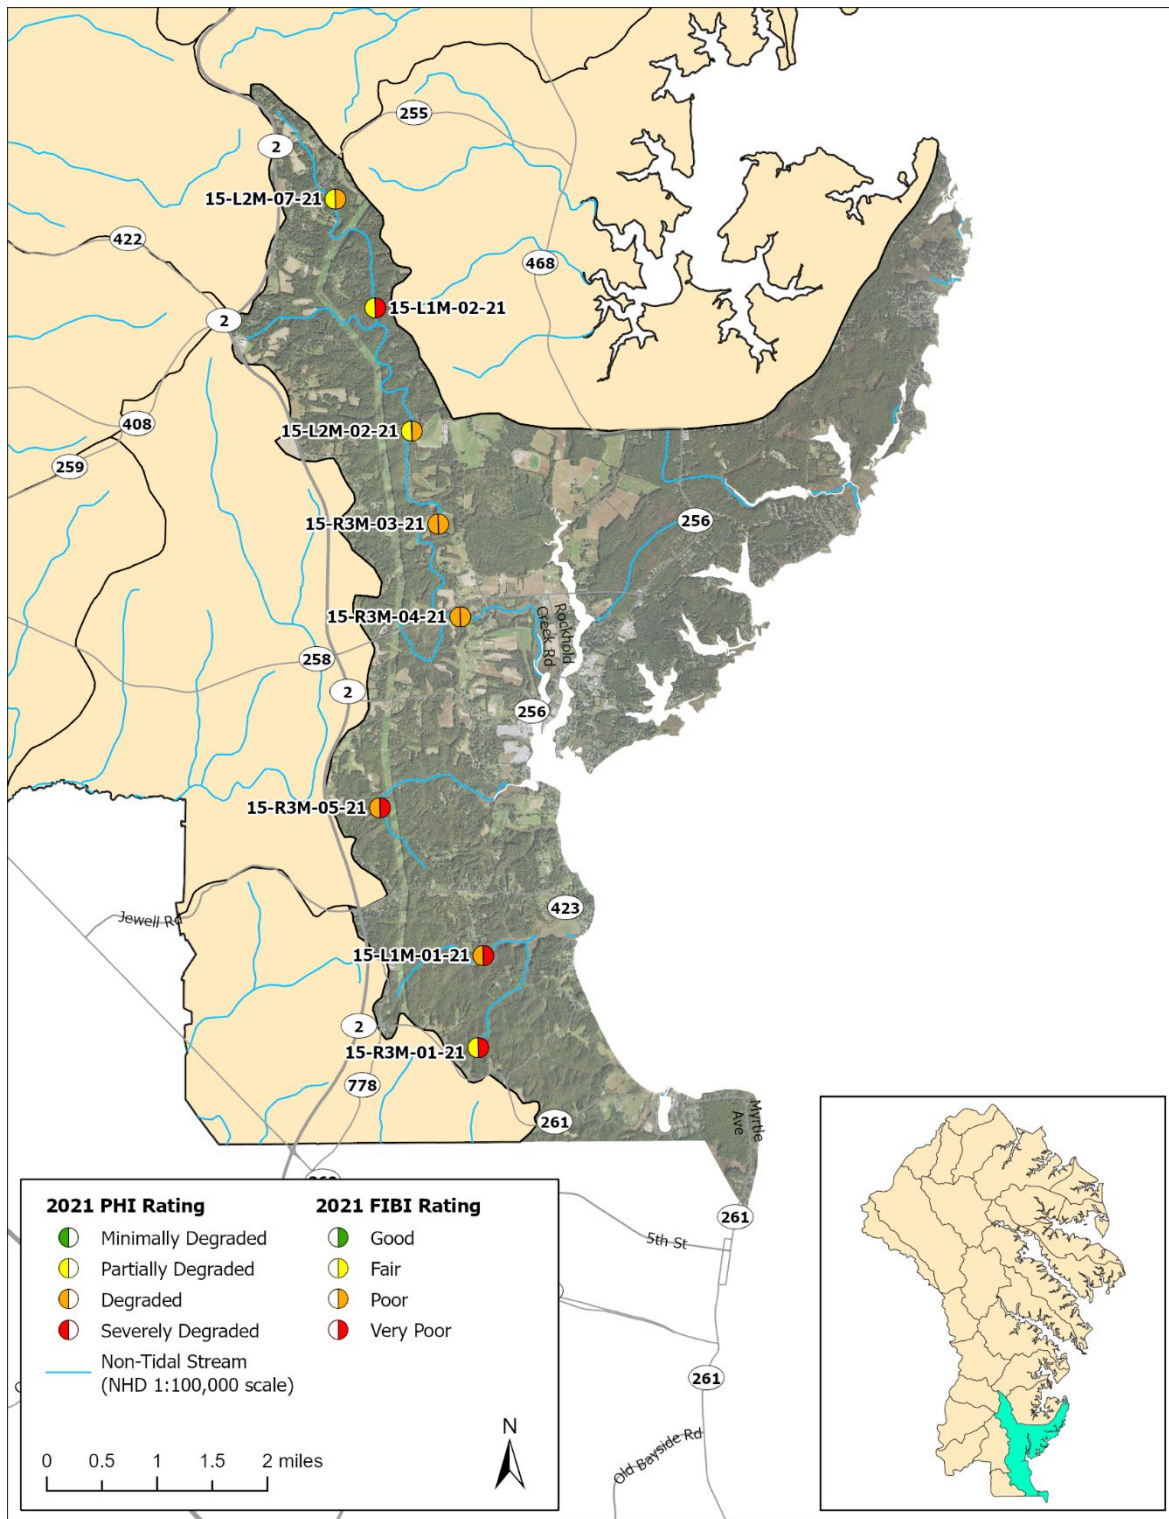 255
2
15-L2M-07-21
422
468
15-L1M-02-21
2
408
15-L2M-02-21
259
256
15-R3M-03-21
15-R3M-04-21
Rockhold
Creek Rd
258
2
256
15-R3M-05-21
423
Jewell Rd
15-L1M-01-21
2
15-R3M-01-21
778
261
Myrtle
Ave
261
5th St
261
Old Bayside Rd
2021 PHI Rating
Minimally Degraded
Partially Degraded
Degraded
Severely Degraded
Non-Tidal Stream
(NHD 1:100,000 scale)
2021 FIBI Rating
Good
Fair
Poor
Very Poor
N
0 0.5 1 1.5 2 miles